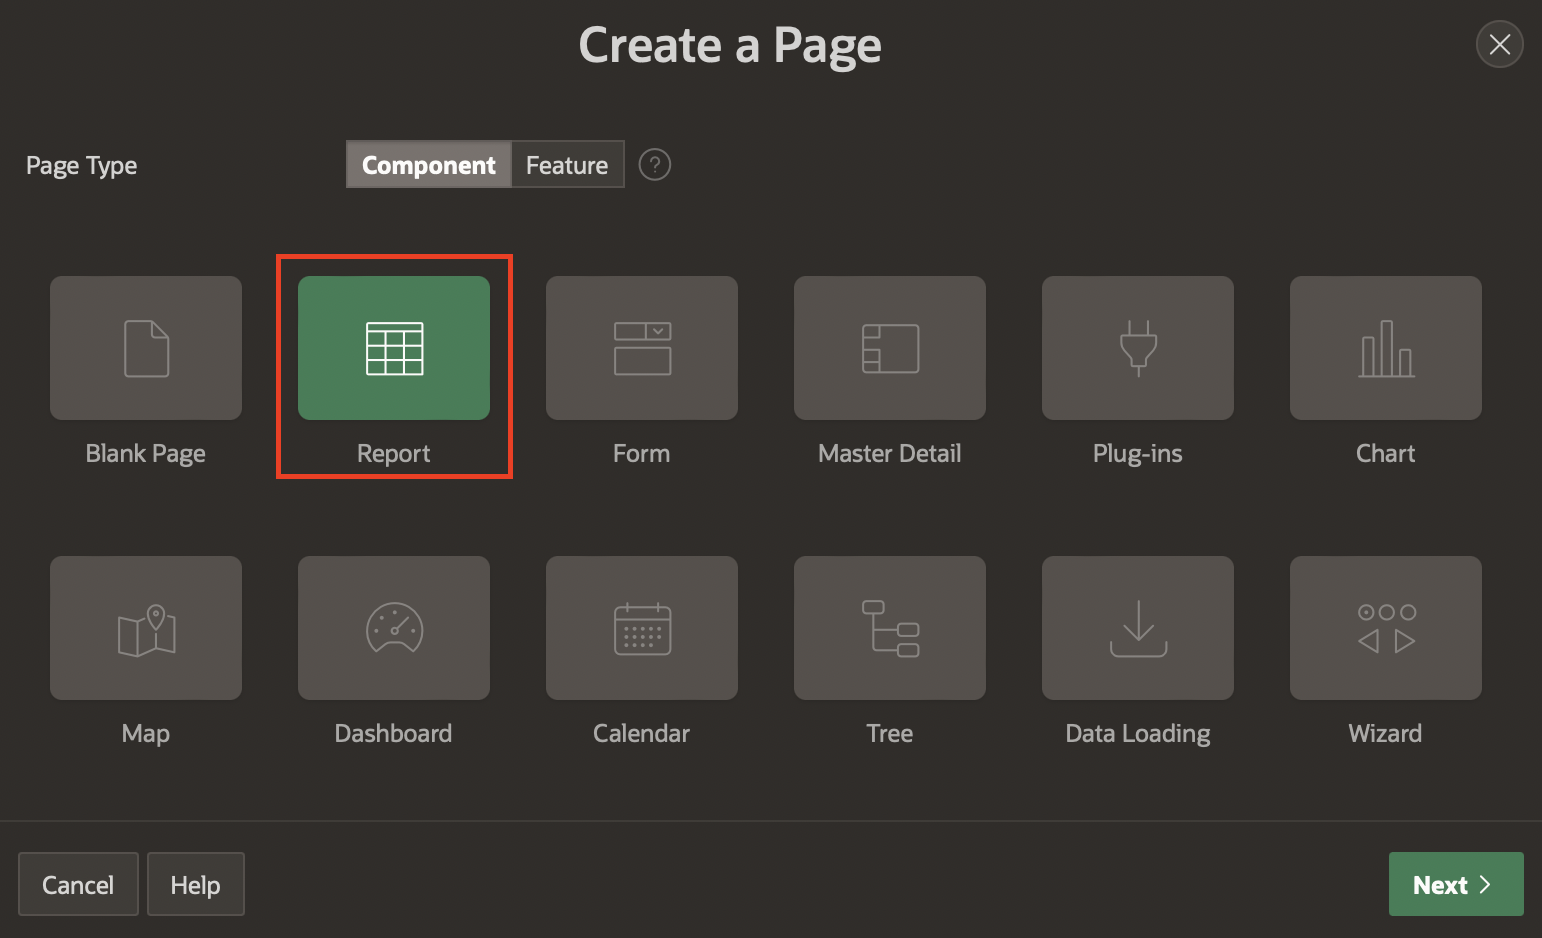 Create a Page
Page Type
Component Feature ?
Blank Page Report Form Master Detail Plug-ins Chart
Map Dashboard Calendar Tree Data Loading Wizard
Cancel Help Next